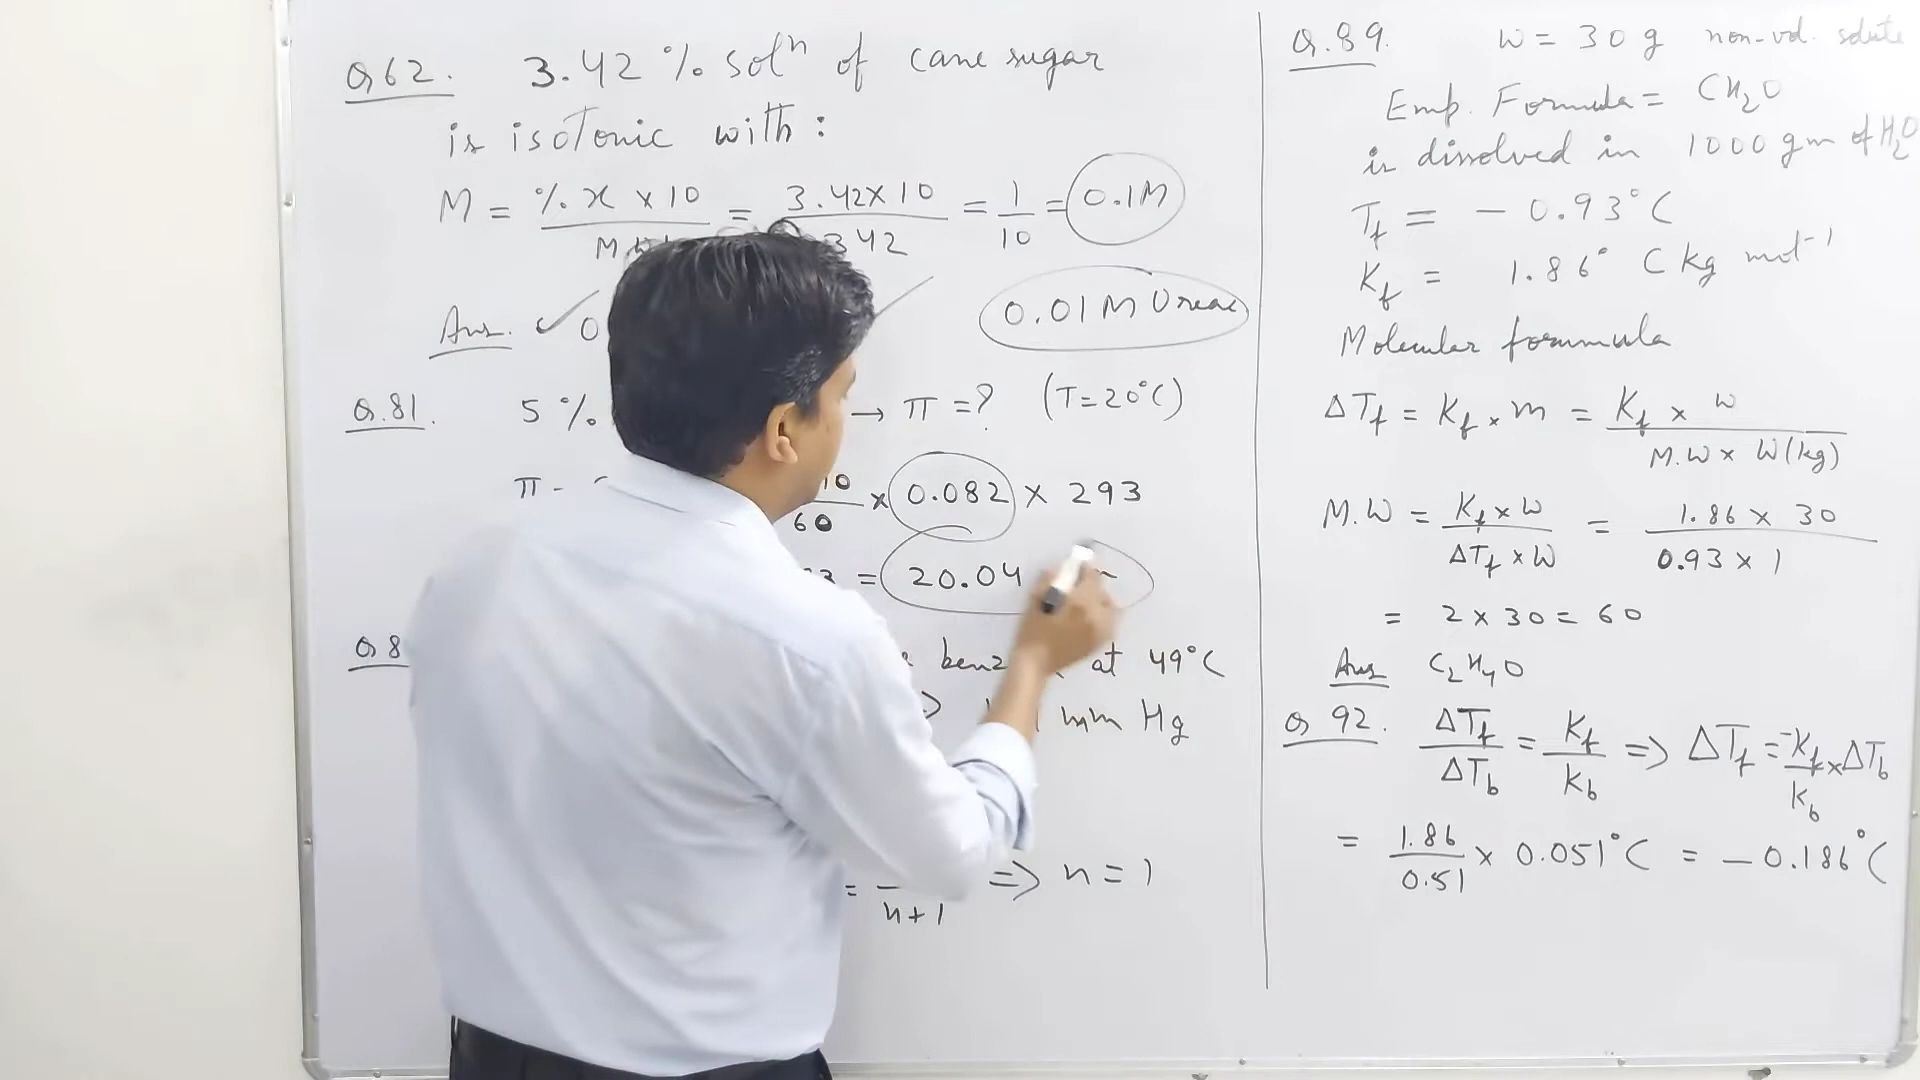 Q62. 3.42 % solⁿ of cane sugar
is isotonic with :
M = % x × 10 / M.W = 3.42 × 10 / 342 = 1/10 = 0.1M
Ans. ✓ 0
0.01 M Urea
Q.81. 5 % → π = ? (T = 20°C)
π = 10 / 60 × 0.082 × 293
= 20.04
Q 8 at 49°C
mm Hg
= / n+1 => n = 1
Q.89. w = 30 g non-vol. solute
Emp. Formula = CH₂O
is dissolved in 1000 gm of H₂O
T_f = - 0.93°C
K_f = 1.86° C kg mol⁻¹
Molecular formula
ΔT_f = K_f × m = K_f × w / M.W × W(kg)
M.W = K_f × w / ΔT_f × W = 1.86 × 30 / 0.93 × 1
= 2 × 30 = 60
Ans C₂H₄O
Q 92. ΔT_f / ΔT_b = K_f / K_b => ΔT_f = -K_f / K_b × ΔT_b
= 1.86 / 0.51 × 0.051°C = - 0.186°C